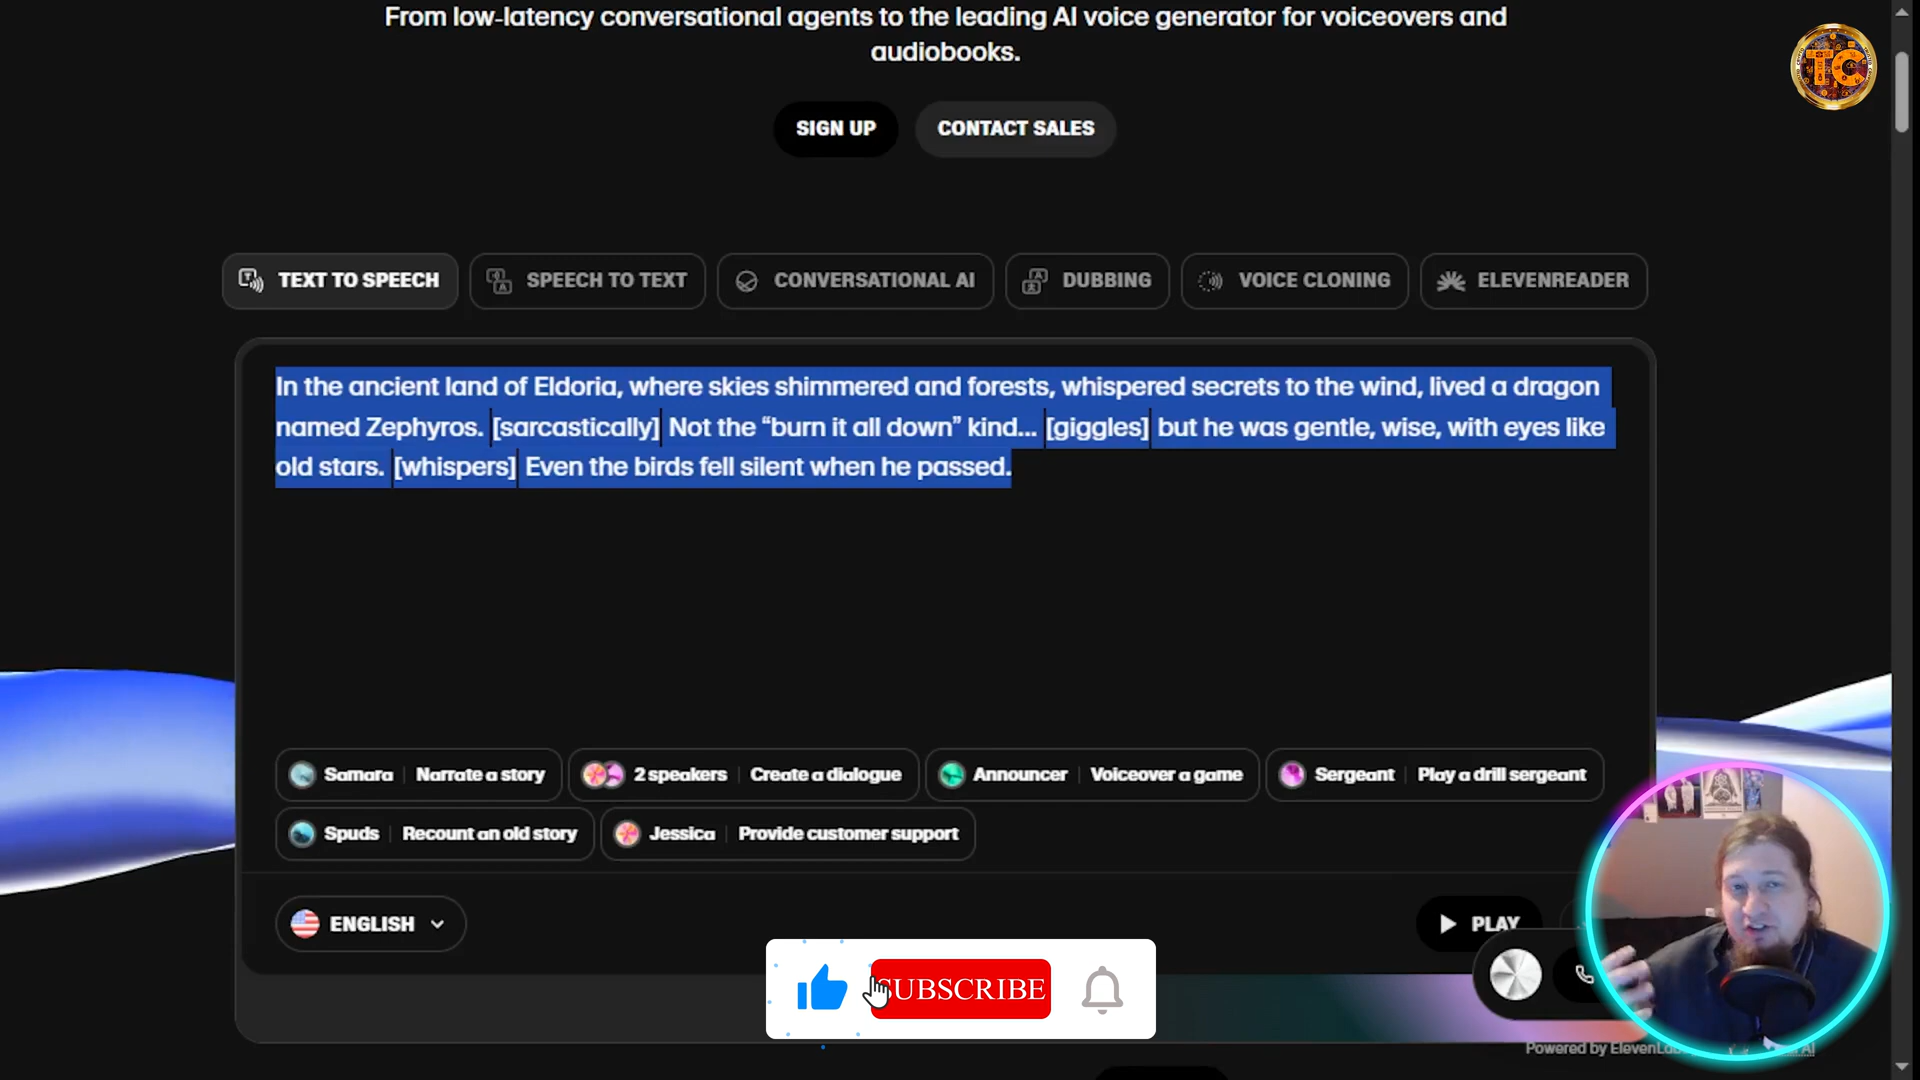 From low-latency conversational agents to the leading AI voice generator for voiceovers and
audiobooks.
TC
SIGN UP
CONTACT SALES
TEXT TO SPEECH
SPEECH TO TEXT
CONVERSATIONAL AI
DUBBING
VOICE CLONING
ELEVENREADER
In the ancient land of Eldoria, where skies shimmered and forests, whispered secrets to the wind, lived a dragon
named Zephyros. [sarcastically] Not the “burn it all down” kind... [giggles] but he was gentle, wise, with eyes like
old stars. [whispers] Even the birds fell silent when he passed.
Samara | Narrate a story
2 speakers | Create a dialogue
Announcer | Voiceover a game
Sergeant | Play a drill sergeant
Spuds | Recount an old story
Jessica | Provide customer support
ENGLISH
PLAY
SUBSCRIBE
Powered by